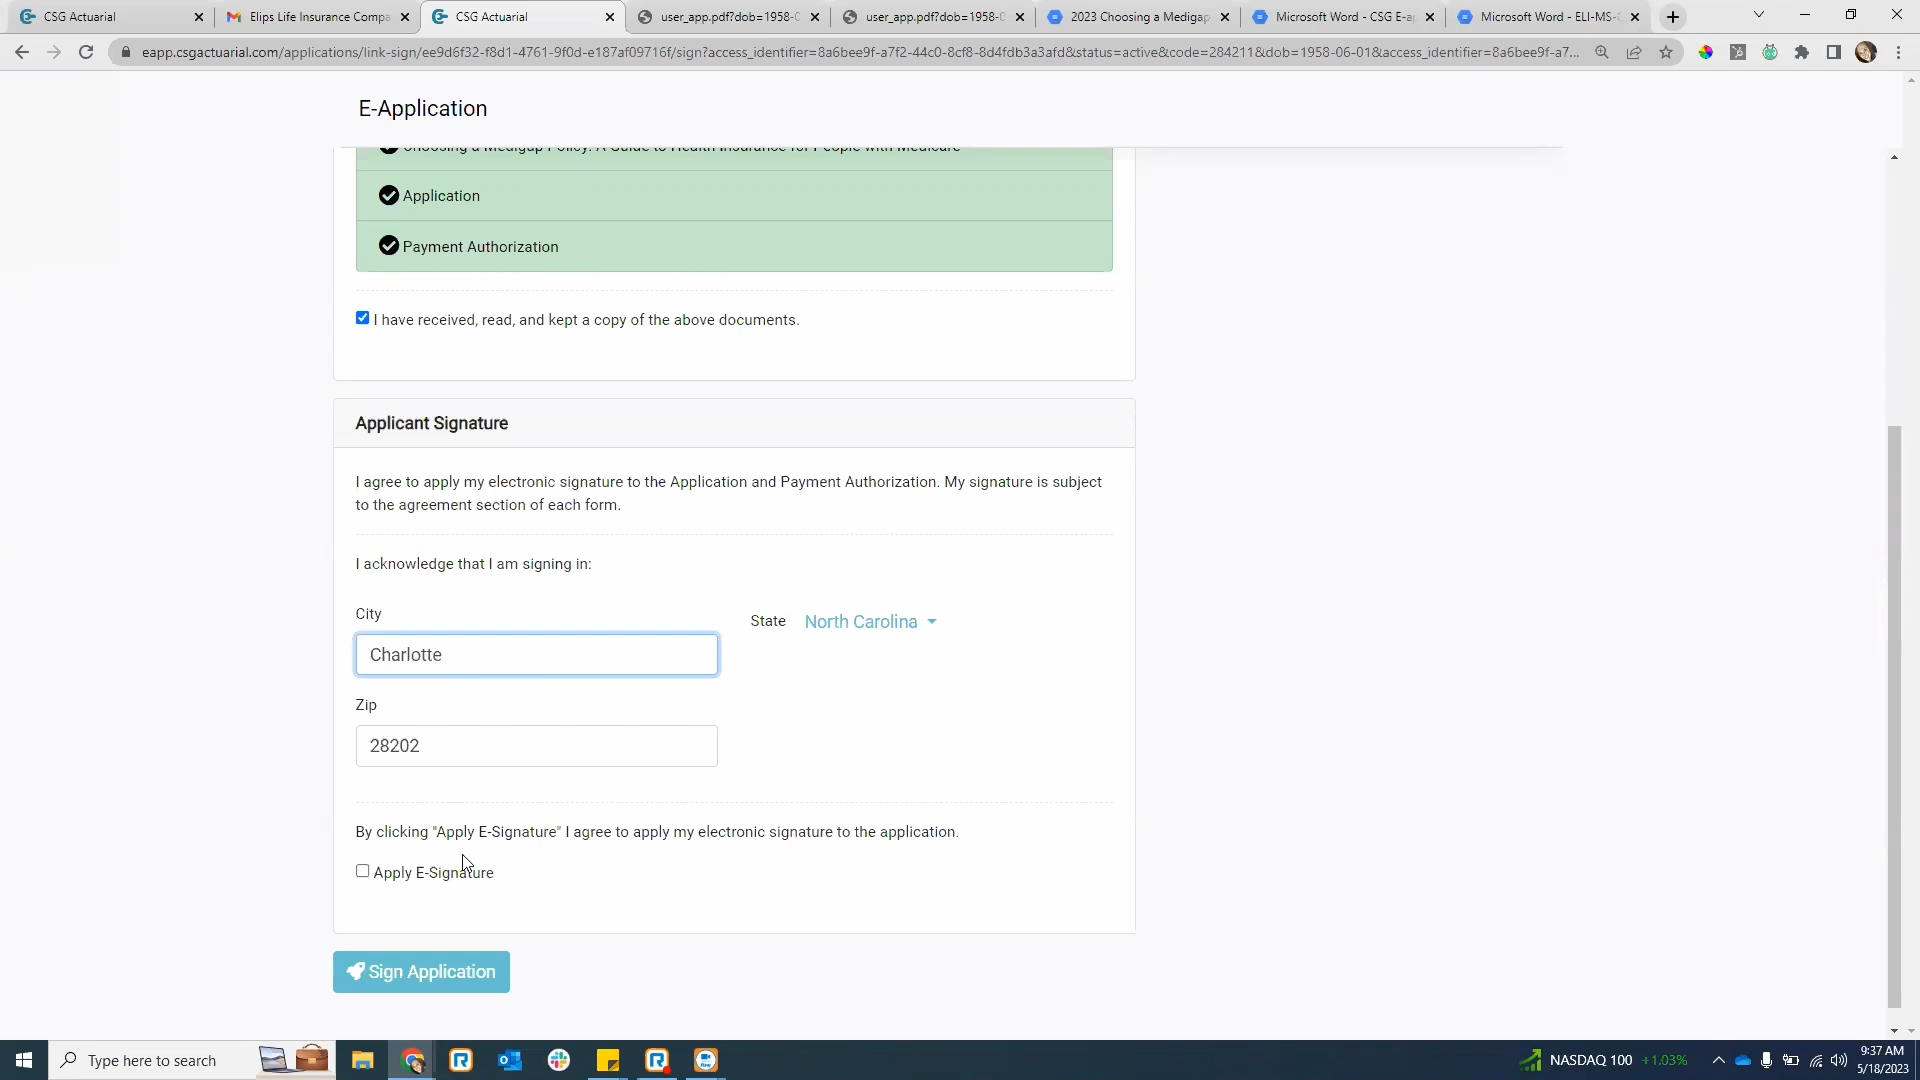 CSG Actuarial
Elips Life Insurance Compa
CSG Actuarial
user_app.pdf?dob=1958-0
user_app.pdf?dob=1958-0
2023 Choosing a Medigap
Microsoft Word - CSG E-a
Microsoft Word - ELI-MS-
eapp.csgactuarial.com/applications/link-sign/ee9d6f32-f8d1-4761-9f0d-e187af09716f/sign?access_identifier=8a6bee9f-a7f2-44c0-8cf8-8d4fdb3a3afd&status=active&code=284211&dob=1958-06-01&access_identifier=8a6bee9f-a7...
E-Application
Choosing a Medigap Policy: A Guide to Health Insurance for People with Medicare
Application
Payment Authorization
I have received, read, and kept a copy of the above documents.
Applicant Signature
I agree to apply my electronic signature to the Application and Payment Authorization. My signature is subject
to the agreement section of each form.
I acknowledge that I am signing in:
City
State North Carolina
Charlotte
Zip
28202
By clicking "Apply E-Signature" I agree to apply my electronic signature to the application.
Apply E-Signature
Sign Application
Type here to search
NASDAQ 100 +1.03%
9:37 AM
5/18/2023